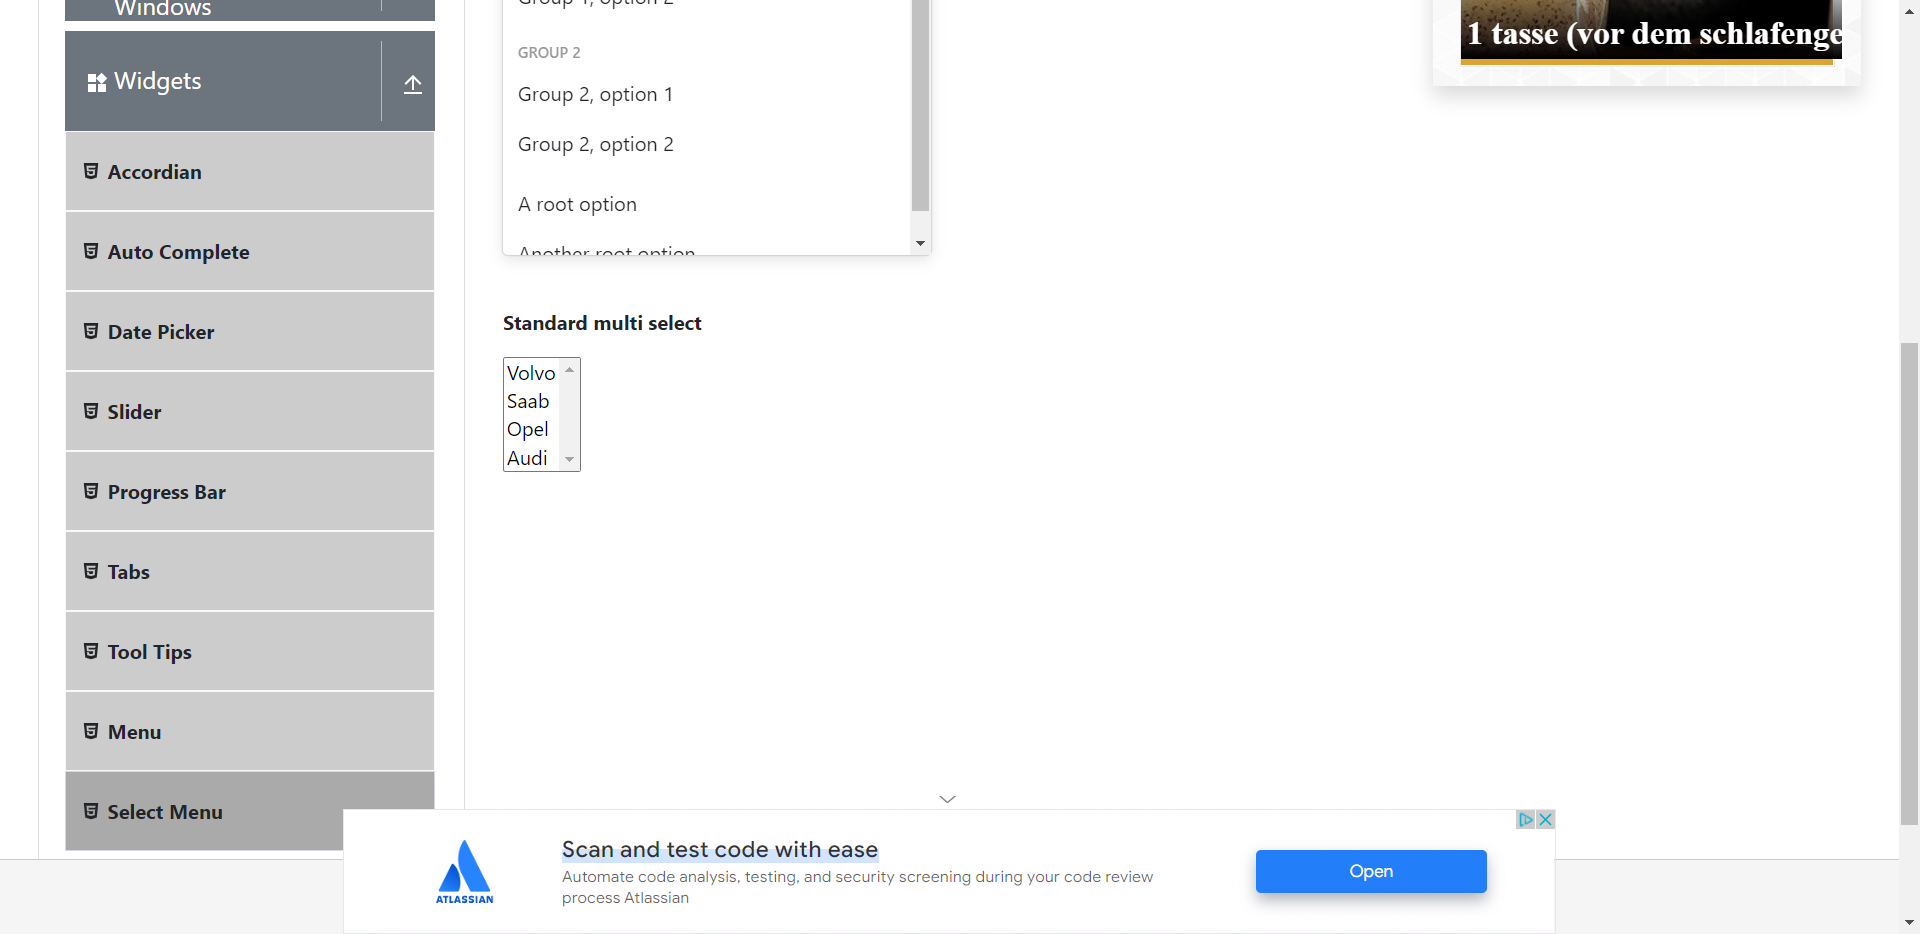 Windows
Widgets
Accordian
Auto Complete
Date Picker
Slider
Progress Bar
Tabs
Tool Tips
Menu
Select Menu
Group 1, option 2
GROUP 2
Group 2, option 1
Group 2, option 2
A root option
Another root option
Standard multi select
Volvo
Saab
Opel
Audi
1 tasse (vor dem schlafenge
ATLASSIAN
Scan and test code with ease
Automate code analysis, testing, and security screening during your code review
process Atlassian
Open